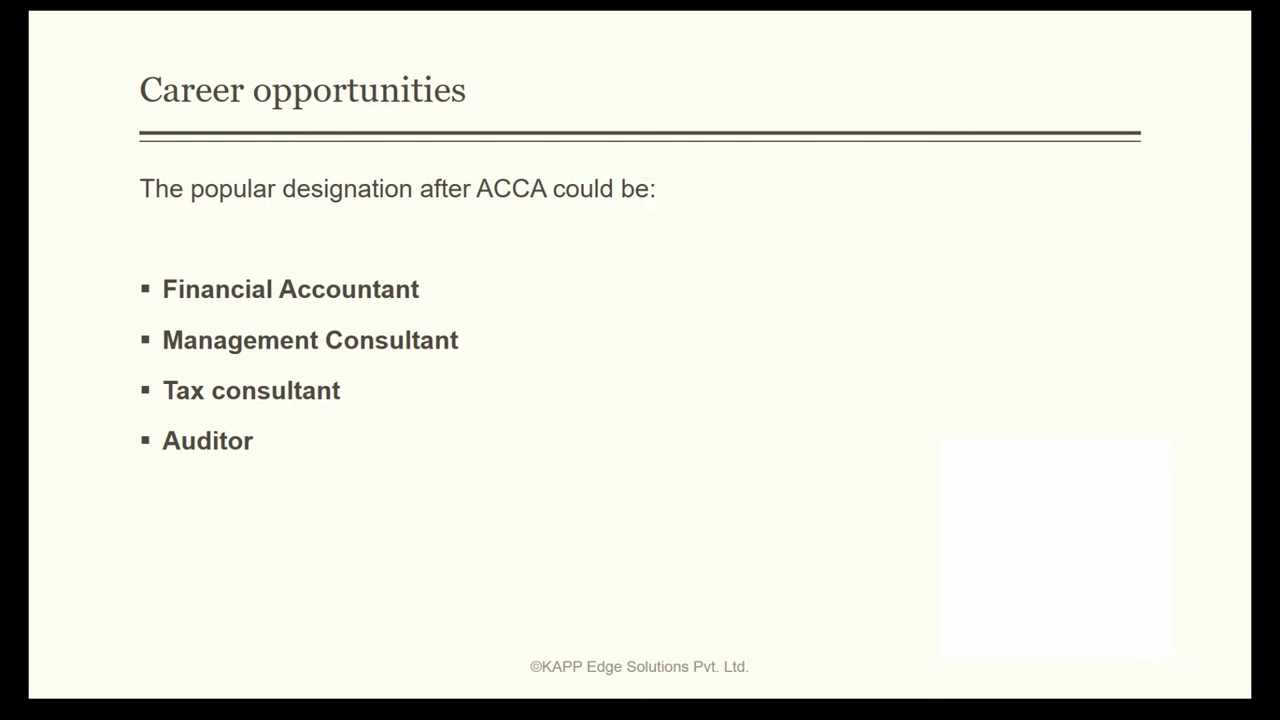 Career opportunities
The popular designation after ACCA could be:
▪ Financial Accountant
▪ Management Consultant
▪ Tax consultant
▪ Auditor
©KAPP Edge Solutions Pvt. Ltd.